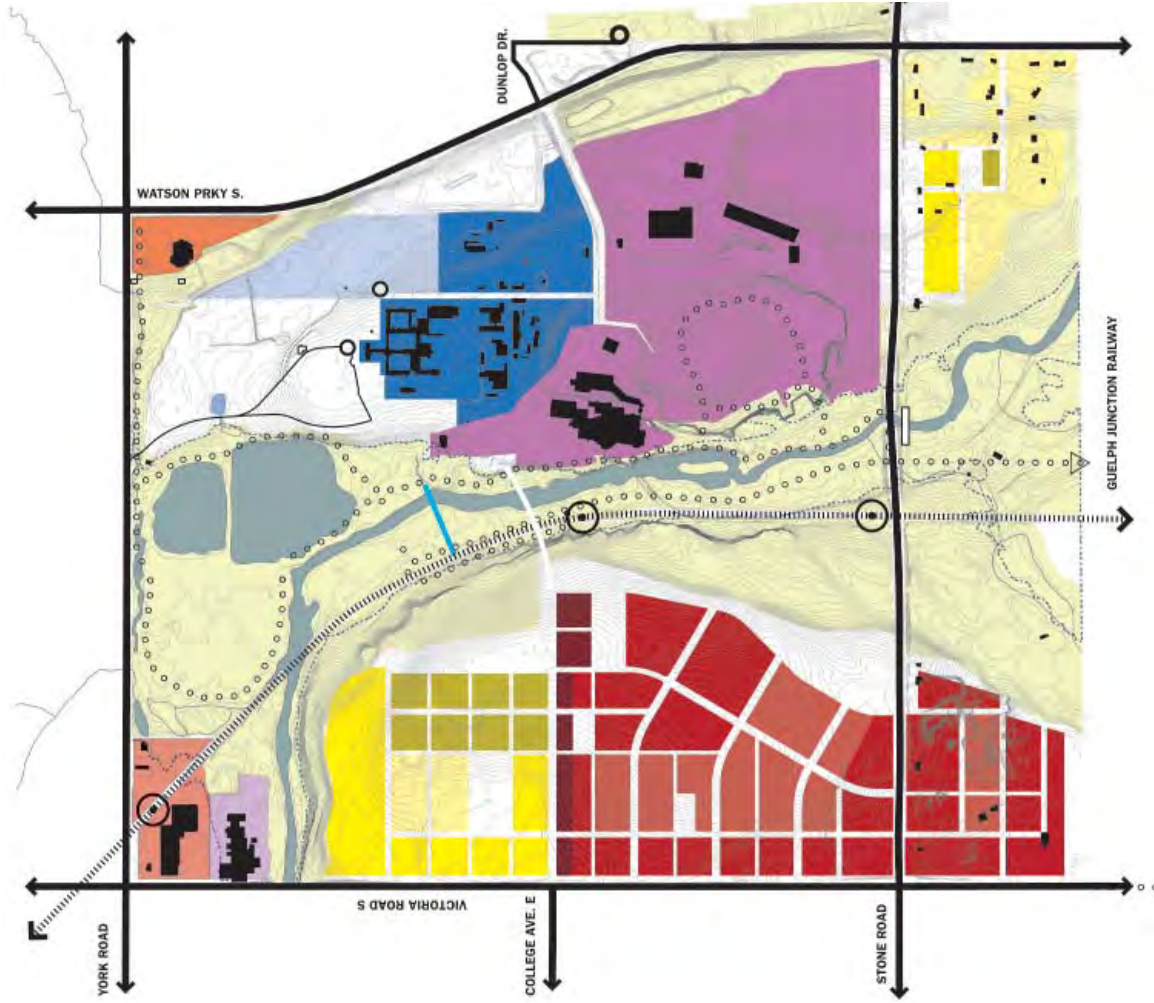 DUNLOP DR.
WATSON PRKY S.
GUELPH JUNCTION RAILWAY
VICTORIA ROAD S
YORK ROAD
COLLEGE AVE. E
STONE ROAD